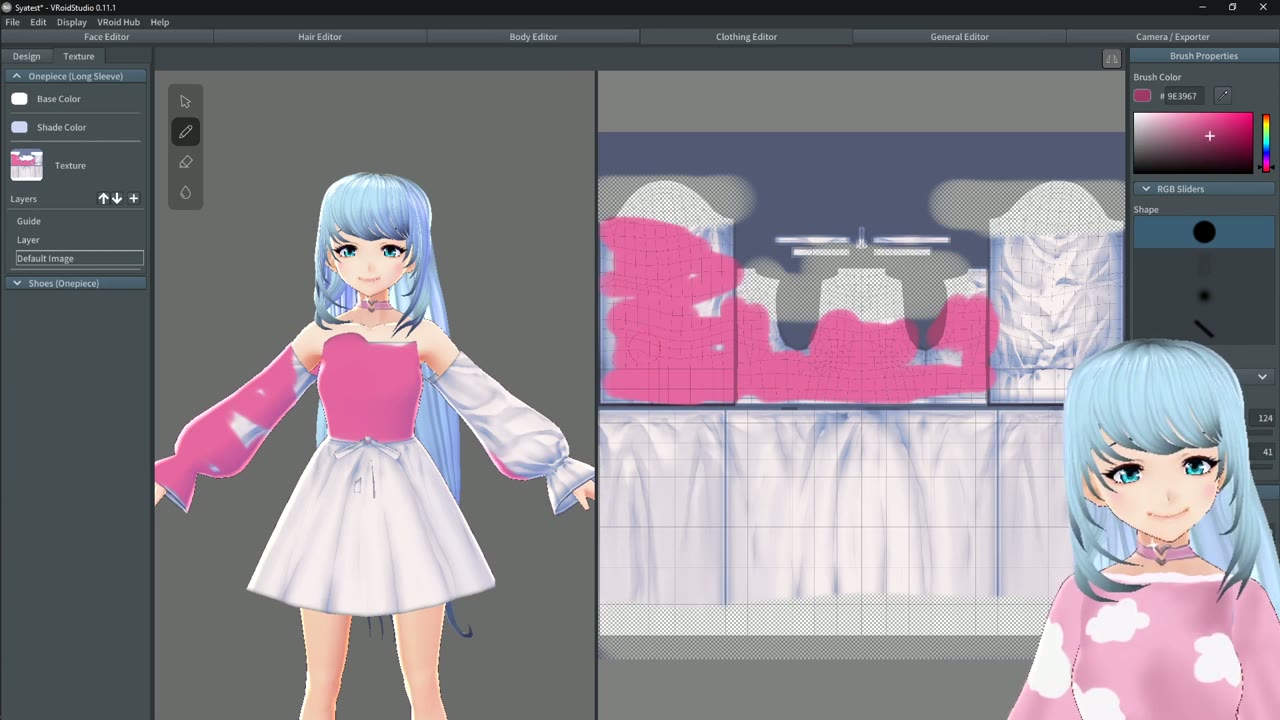 Syatest* - VRoidStudio 0.11.1
File Edit Display VRoid Hub Help
Face Editor Hair Editor Body Editor Clothing Editor General Editor Camera / Exporter
Design Texture
Onepiece (Long Sleeve)
Base Color
Shade Color
Texture
Layers
Guide
Layer
Default Image
Shoes (Onepiece)
Brush Properties
Brush Color
# 9E3967
RGB Sliders
Shape
124
41